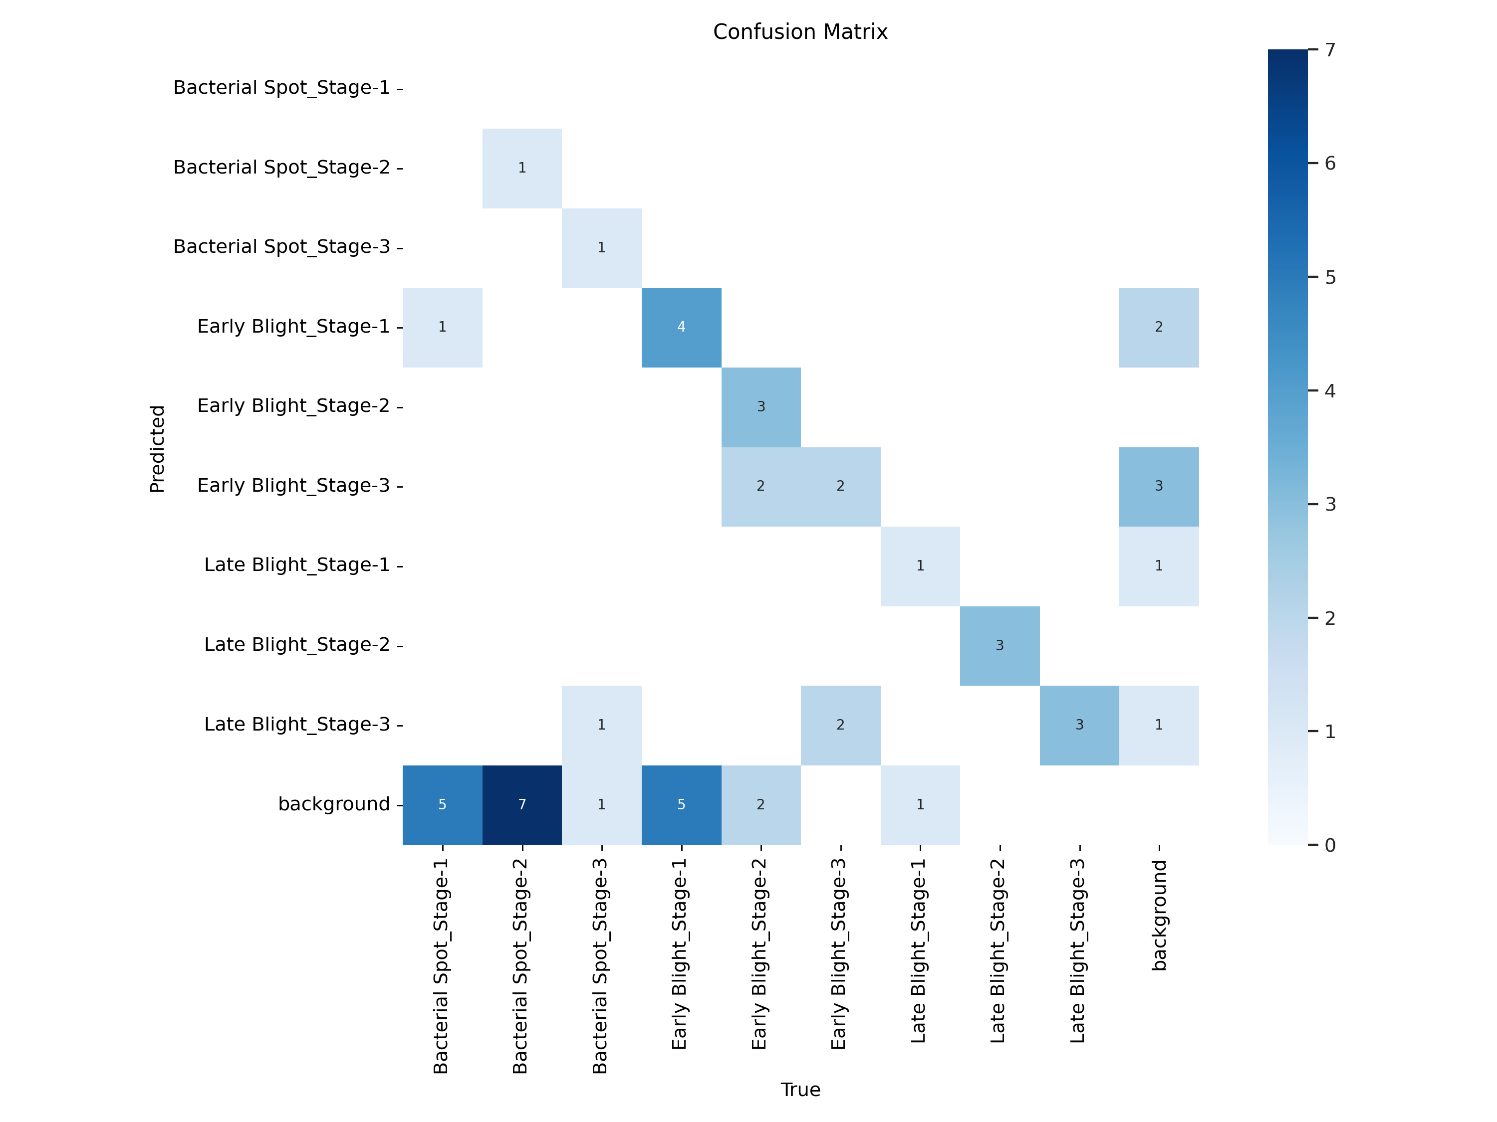 Confusion Matrix
Bacterial Spot_Stage-1
Bacterial Spot_Stage-2
1
Bacterial Spot_Stage-3
1
Early Blight_Stage-1
1
4
2
Early Blight_Stage-2
3
Early Blight_Stage-3
2
2
3
Late Blight_Stage-1
1
1
Late Blight_Stage-2
3
Late Blight_Stage-3
1
2
3
1
background
5
7
1
5
2
1
Predicted
Bacterial Spot_Stage-1
Bacterial Spot_Stage-2
Bacterial Spot_Stage-3
Early Blight_Stage-1
Early Blight_Stage-2
Early Blight_Stage-3
Late Blight_Stage-1
Late Blight_Stage-2
Late Blight_Stage-3
background
True
7
6
5
4
3
2
1
0